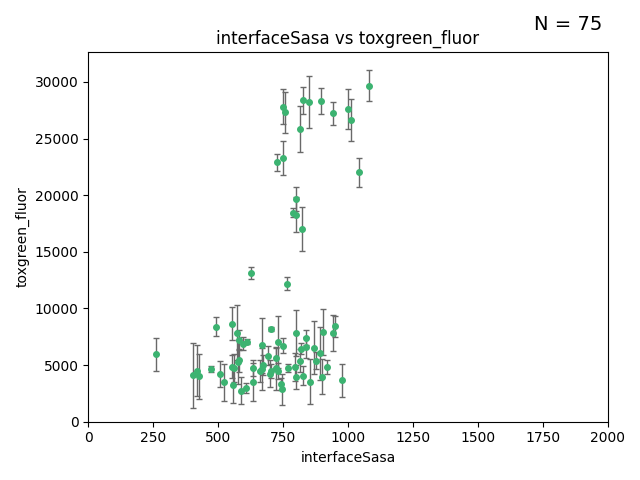 N = 75
interfaceSasa vs toxgreen_fluor
toxgreen_fluor
30000
25000
20000
15000
10000
5000
0
0 250 500 750 1000 1250 1500 1750 2000
interfaceSasa